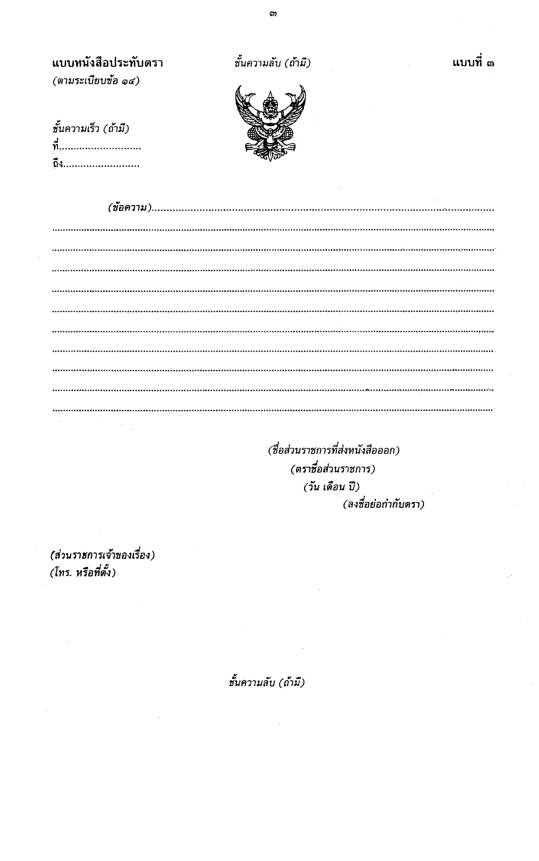 ๓
แบบหนังสือประทับตรา ชั้นความลับ (ถ้ามี) แบบที่ ๓
(ตามระเบียบข้อ ๑๔)
ชั้นความเร็ว (ถ้ามี)
ที่............................
ถึง...........................
(ข้อความ)....................................................................
(ชื่อส่วนราชการที่ส่งหนังสือออก)
(ตราชื่อส่วนราชการ)
(วัน เดือน ปี)
(ลงชื่อย่อกำกับตรา)
(ส่วนราชการเจ้าของเรื่อง)
(โทร. หรือที่ตั้ง)
ชั้นความลับ (ถ้ามี)